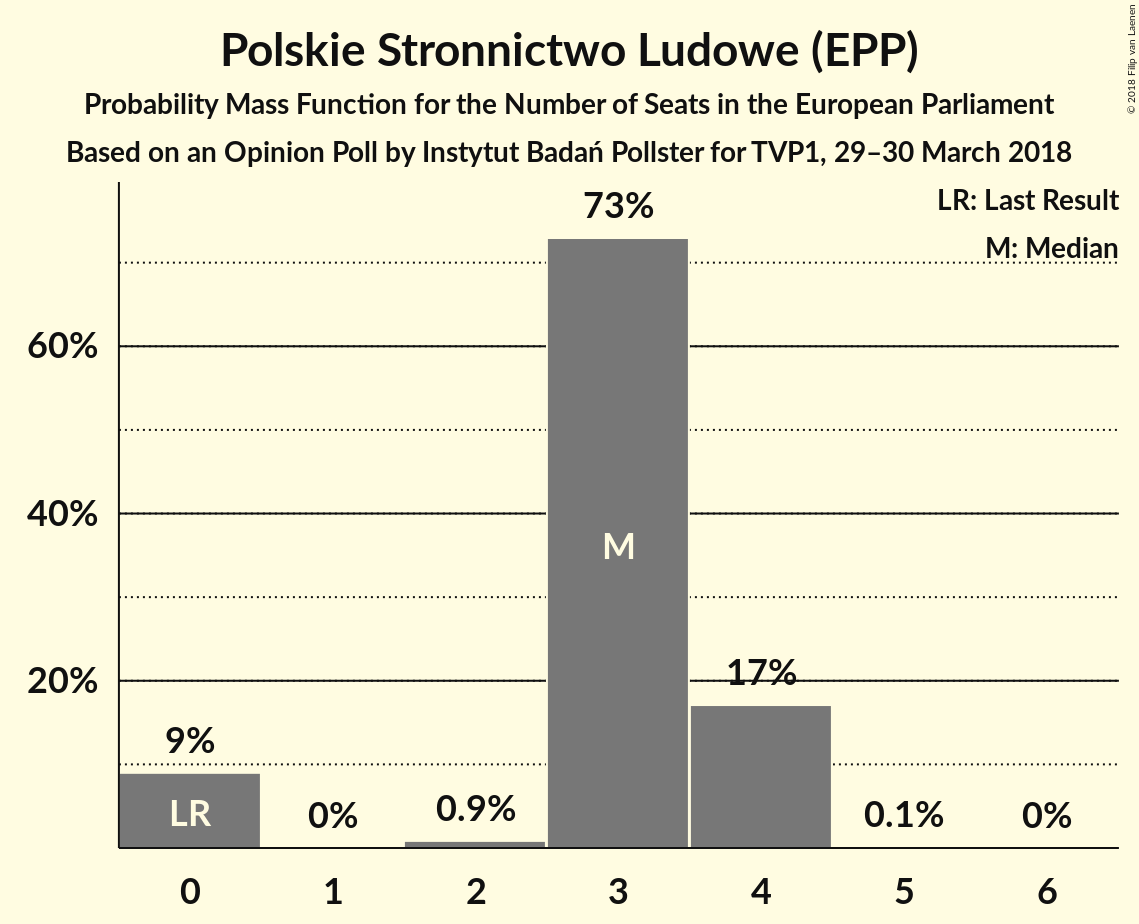 Polskie Stronnictwo Ludowe (EPP)
Probability Mass Function for the Number of Seats in the European Parliament
Based on an Opinion Poll by Instytut Badań Pollster for TVP1, 29–30 March 2018
© 2018 Filip van Laenen
LR: Last Result
M: Median
73%
60%
40%
M
20%
17%
9%
LR
0%
0.9%
0.1%
0%
0 1 2 3 4 5 6